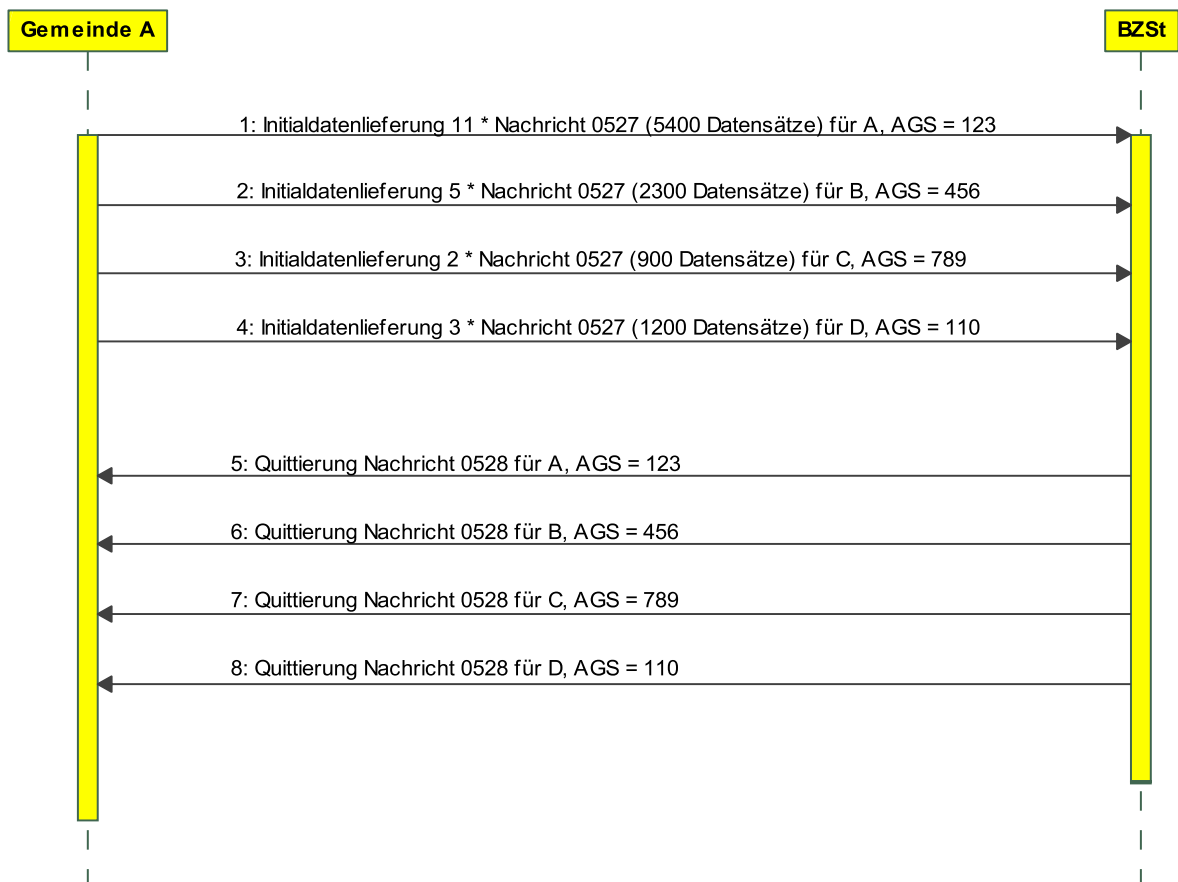 Gemeinde A
BZSt
1: Initialdatenlieferung 11 * Nachricht 0527 (5400 Datensätze) für A, AGS = 123
2: Initialdatenlieferung 5 * Nachricht 0527 (2300 Datensätze) für B, AGS = 456
3: Initialdatenlieferung 2 * Nachricht 0527 (900 Datensätze) für C, AGS = 789
4: Initialdatenlieferung 3 * Nachricht 0527 (1200 Datensätze) für D, AGS = 110
5: Quittierung Nachricht 0528 für A, AGS = 123
6: Quittierung Nachricht 0528 für B, AGS = 456
7: Quittierung Nachricht 0528 für C, AGS = 789
8: Quittierung Nachricht 0528 für D, AGS = 110